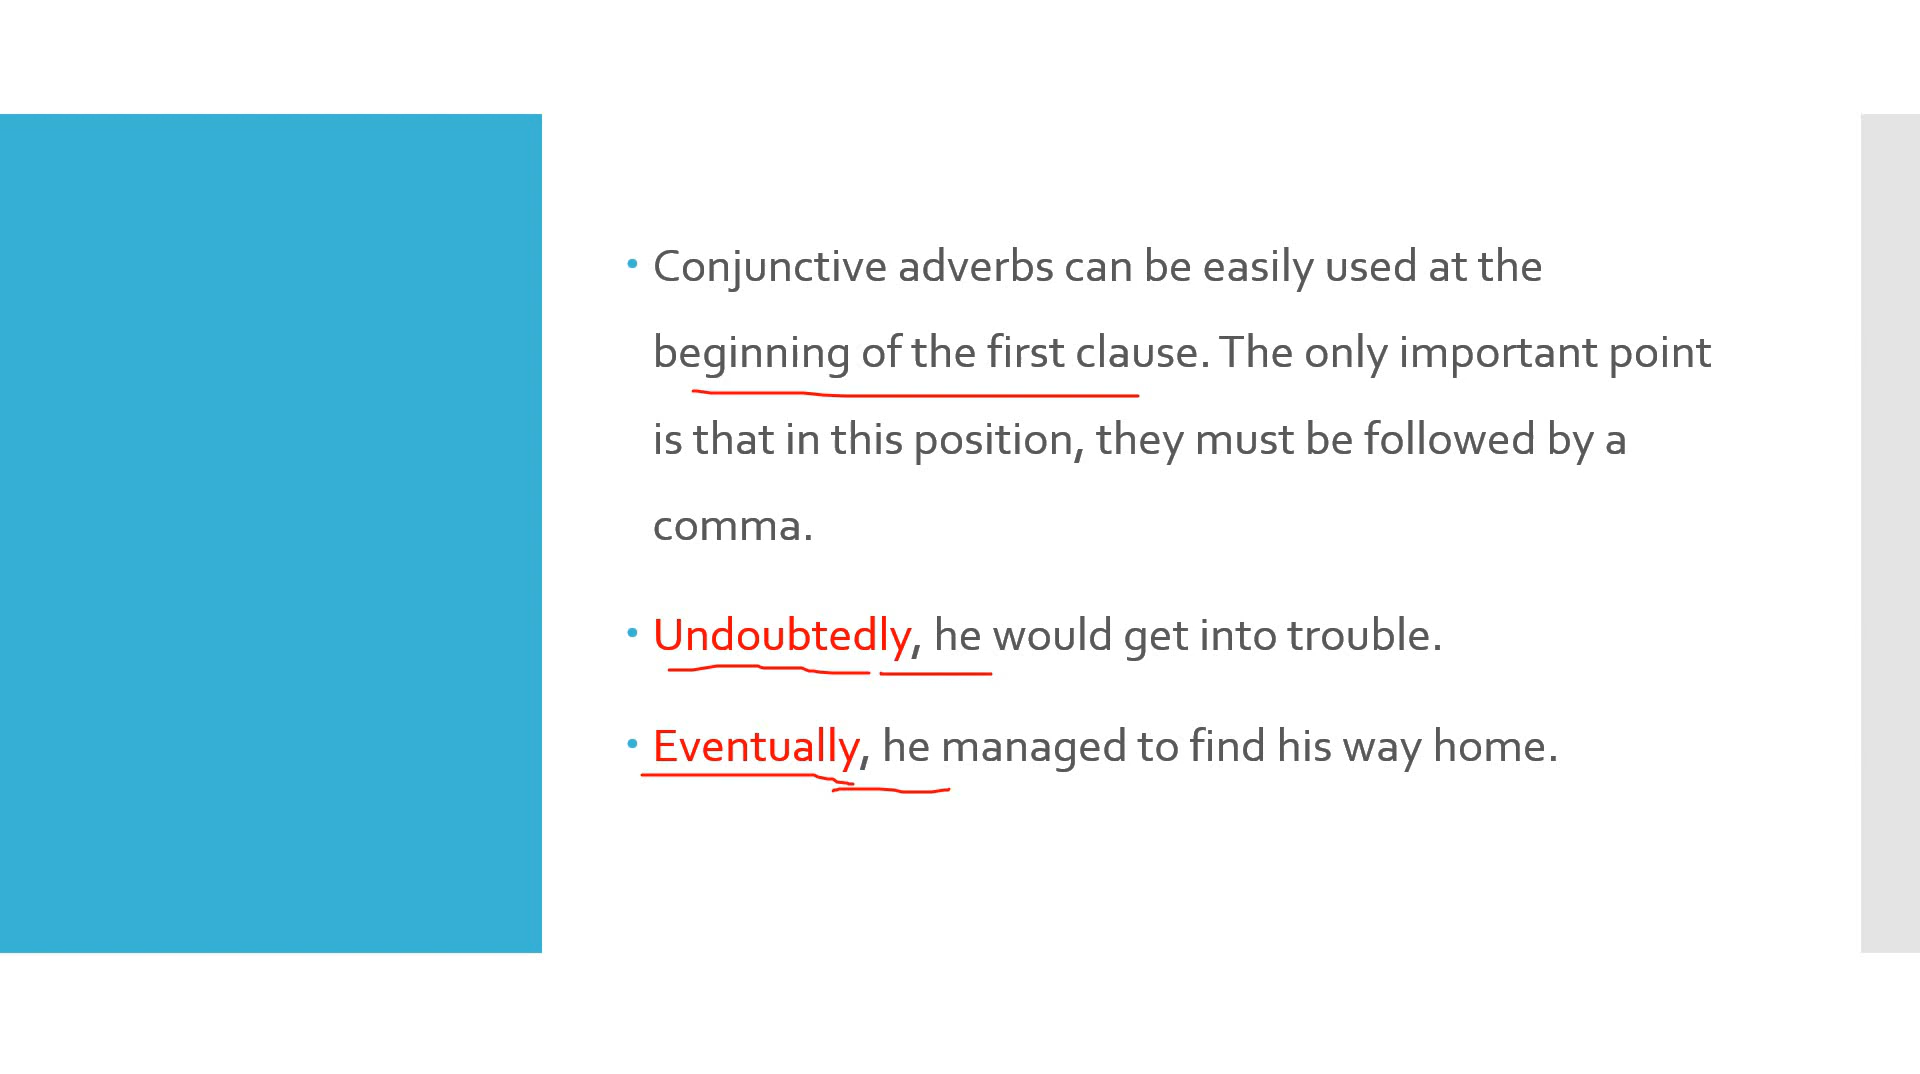 • Conjunctive adverbs can be easily used at the
beginning of the first clause. The only important point
is that in this position, they must be followed by a
comma.
• Undoubtedly, he would get into trouble.
• Eventually, he managed to find his way home.